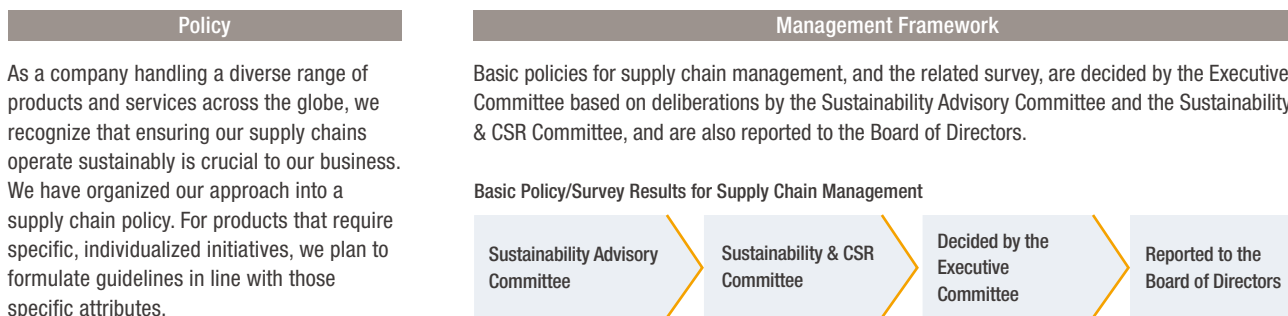 Policy
As a company handling a diverse range of
products and services across the globe, we
recognize that ensuring our supply chains
operate sustainably is crucial to our business.
We have organized our approach into a
supply chain policy. For products that require
specific, individualized initiatives, we plan to
formulate guidelines in line with those
specific attributes.
Management Framework
Basic policies for supply chain management, and the related survey, are decided by the Executive
Committee based on deliberations by the Sustainability Advisory Committee and the Sustainability
& CSR Committee, and are also reported to the Board of Directors.
Basic Policy/Survey Results for Supply Chain Management
Sustainability Advisory
Committee
Sustainability & CSR
Committee
Decided by the
Executive
Committee
Reported to the
Board of Directors